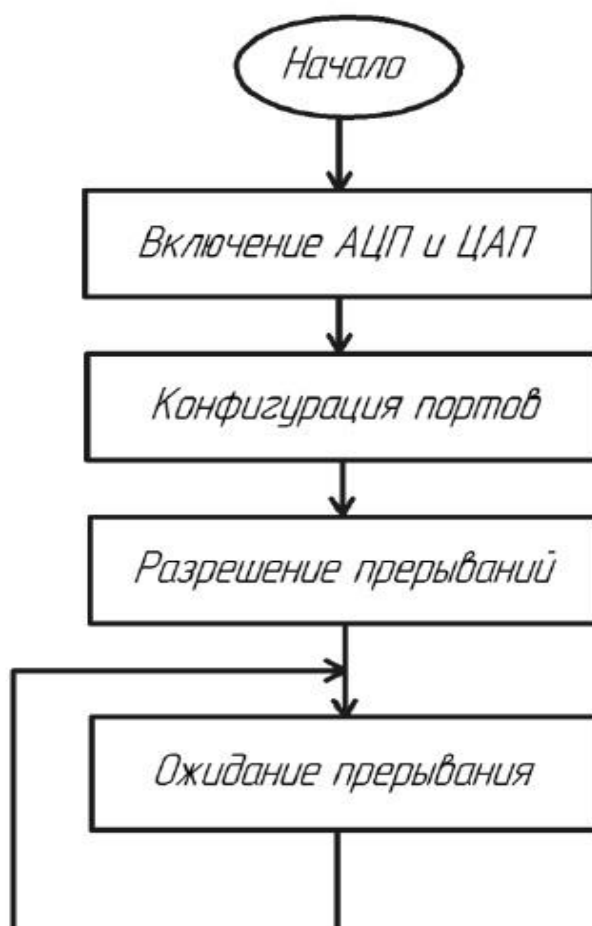 Начало
Включение АЦП и ЦАП
Конфигурация портов
Разрешение прерываний
Ожидание прерывания